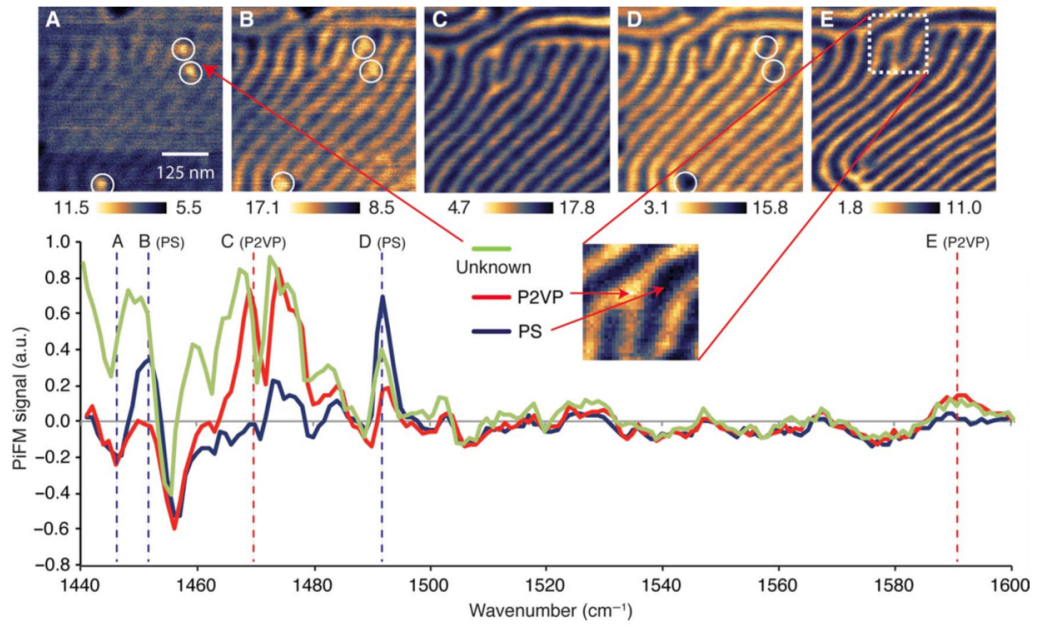 A B C D E
125 nm
11.5 5.5 17.1 8.5 4.7 17.8 3.1 15.8 1.8 11.0
A B (PS) C (P2VP) D (PS) E (P2VP)
Unknown
P2VP
PS
PiFM signal (a.u.)
1.0
0.8
0.6
0.4
0.2
0.0
−0.2
−0.4
−0.6
−0.8
1440 1460 1480 1500 1520 1540 1560 1580 1600
Wavenumber (cm⁻¹)